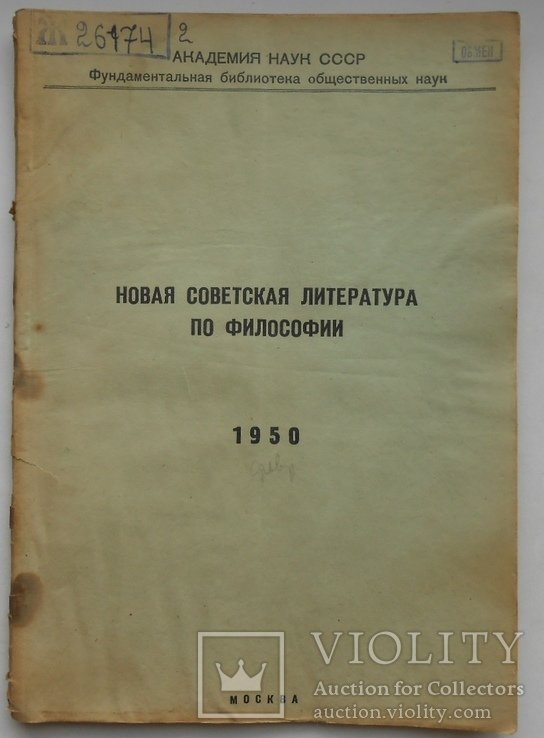 26174 2
АКАДЕМИЯ НАУК СССР
ОБМЕН
Фундаментальная библиотека общественных наук
НОВАЯ СОВЕТСКАЯ ЛИТЕРАТУРА
ПО ФИЛОСОФИИ
1950
МОСКВА
VIOLITY
Auction for Collectors
auction.violity.com